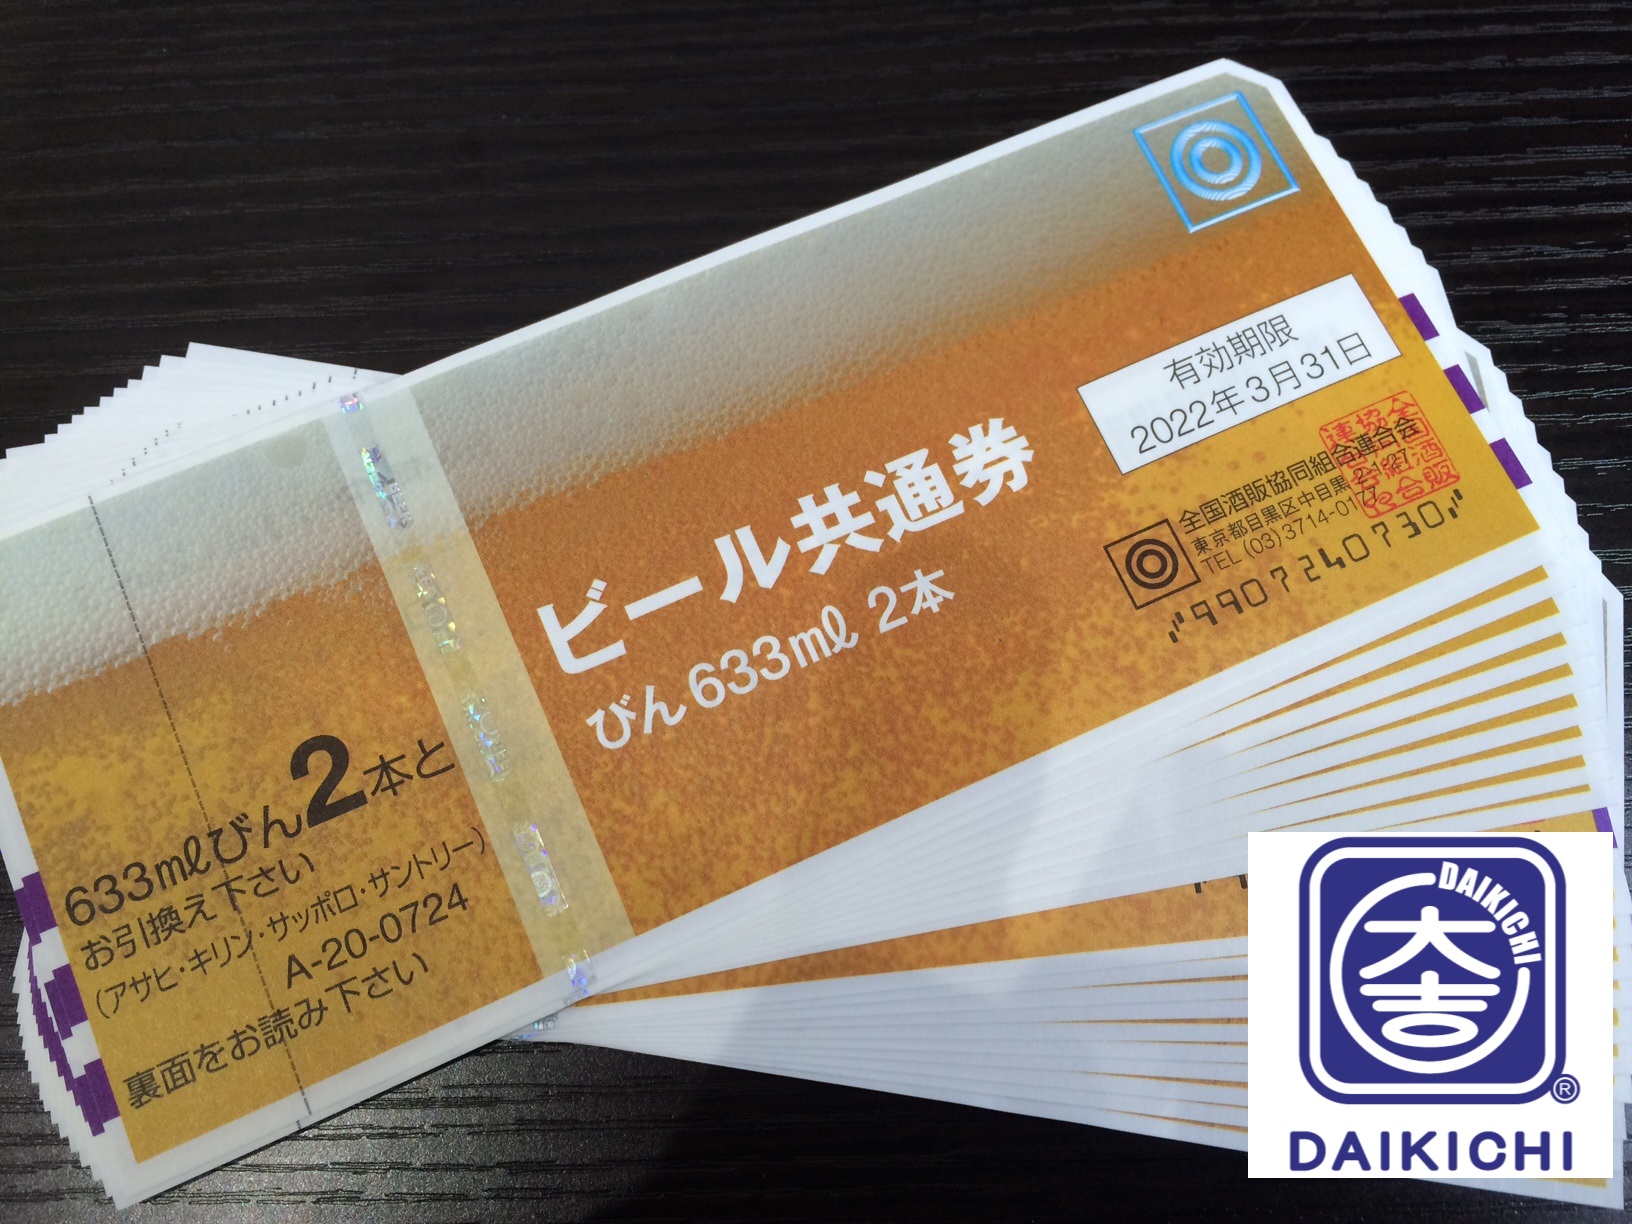 有効期限
2022年3月31日
ビール共通券
びん633mℓ 2本
全国酒販協同組合連合会
東京都目黒区中目黒2-1-27
TEL (03)3714-0177
9907240730
633mℓびん2本と
お引換え下さい
(アサヒ・キリン・サッポロ・サントリー)
A-20-0724
裏面をお読み下さい
DAIKICHI
大吉
®
DAIKICHI